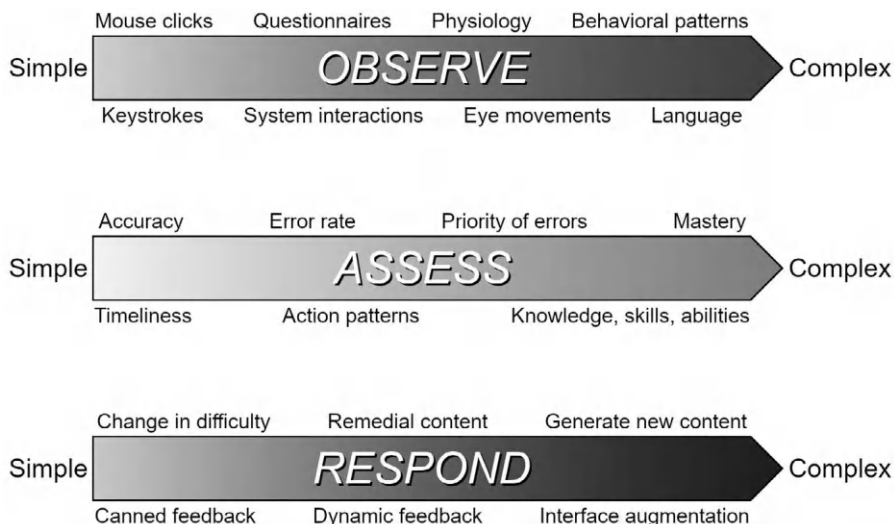 Mouse clicks Questionnaires Physiology Behavioral patterns
Simple OBSERVE Complex
Keystrokes System interactions Eye movements Language
Accuracy Error rate Priority of errors Mastery
Simple ASSESS Complex
Timeliness Action patterns Knowledge, skills, abilities
Change in difficulty Remedial content Generate new content
Simple RESPOND Complex
Canned feedback Dynamic feedback Interface augmentation